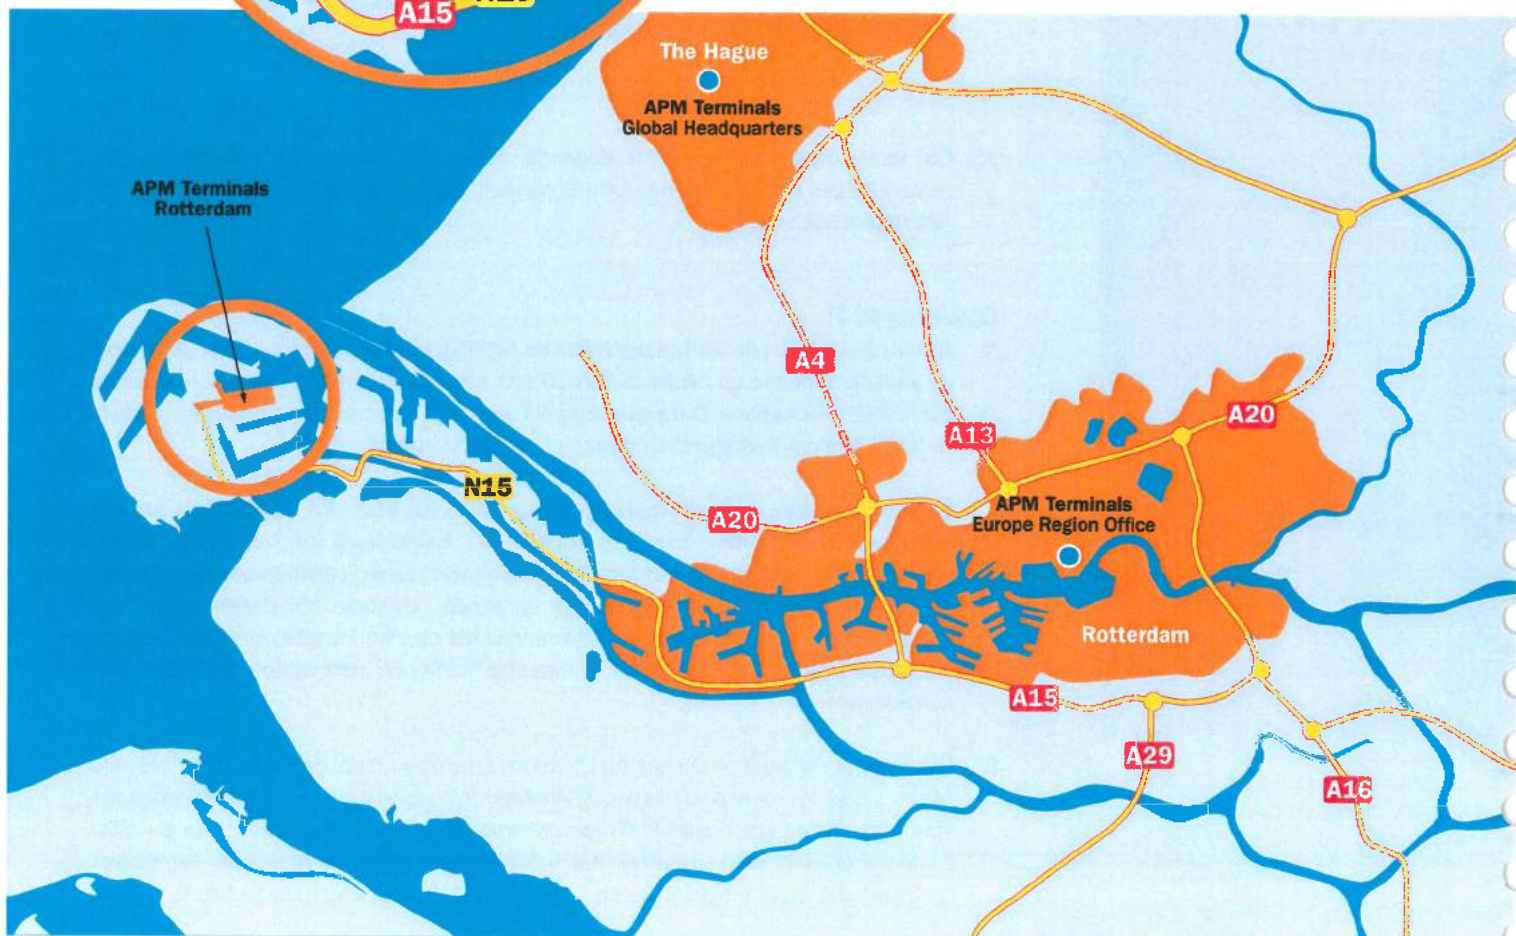 A15
The Hague
APM Terminals
Global Headquarters
APM Terminals
Rotterdam
A4
A13
A20
N15
A20
APM Terminals
Europe Region Office
Rotterdam
A15
A29
A16